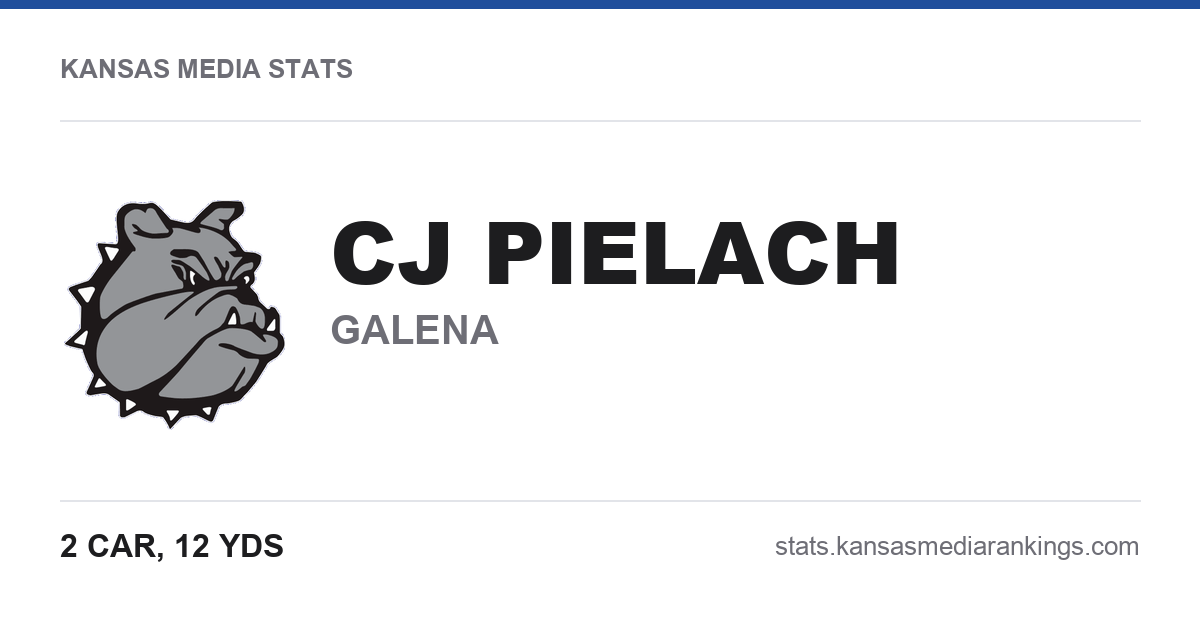 KANSAS MEDIA STATS
CJ PIELACH
GALENA
2 CAR, 12 YDS
stats.kansasmediarankings.com